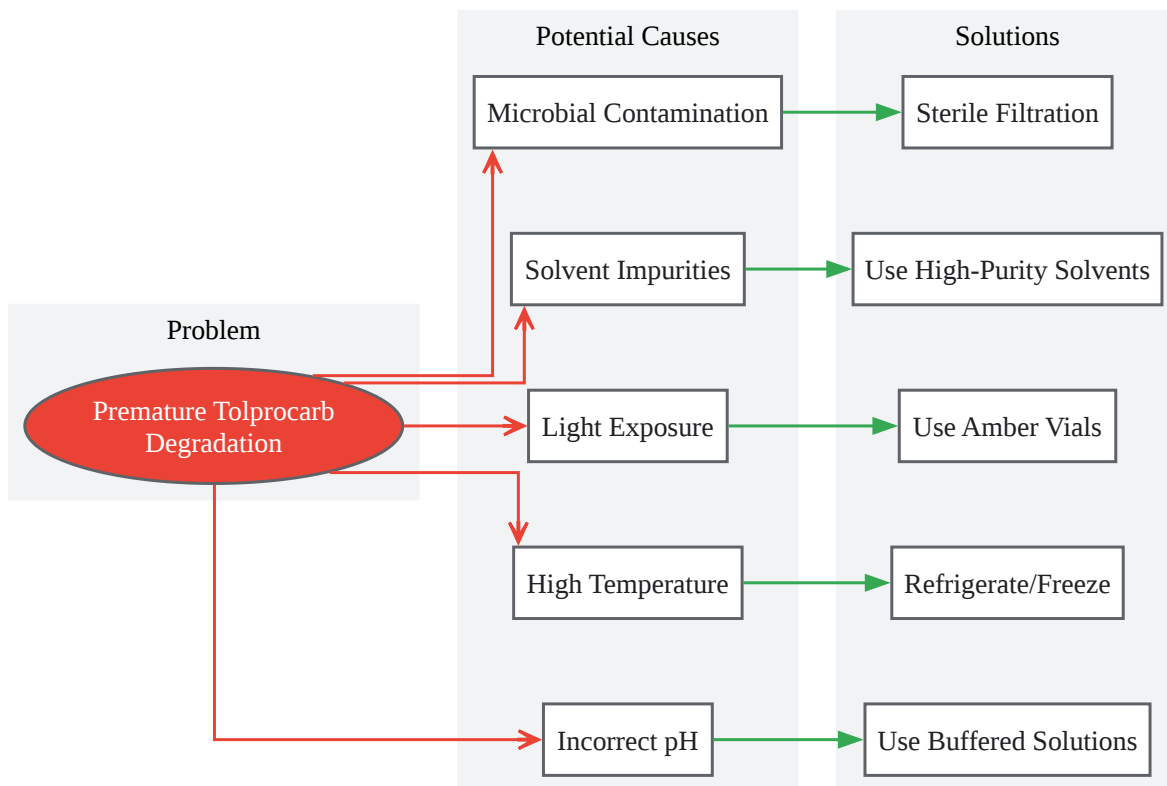 Potential Causes
Solutions
Microbial Contamination
Sterile Filtration
Solvent Impurities
Use High-Purity Solvents
Problem
Premature Tolprocarb
Degradation
Light Exposure
Use Amber Vials
High Temperature
Refrigerate/Freeze
Incorrect pH
Use Buffered Solutions